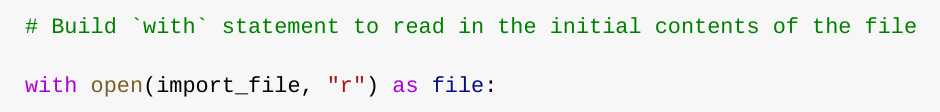 # Build `with` statement to read in the initial contents of the file
with open(import_file, "r") as file: